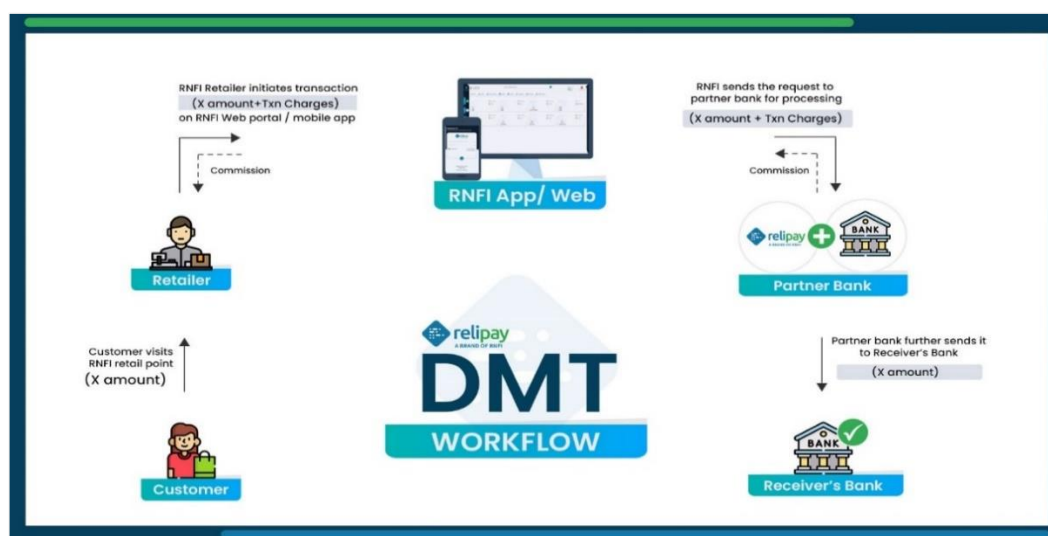 RNFI Retailer initiates transaction
(X amount+Txn Charges)
on RNFI Web portal / mobile app
Commission
Retailer
Customer visits
RNFI retail point
(X amount)
Customer
RNFI App/ Web
relipay
A BRAND OF RNFI
DMT
WORKFLOW
RNFI sends the request to
partner bank for processing
(X amount + Txn Charges)
Commission
relipay
A BRAND OF RNFI
BANK
Partner Bank
Partner bank further sends it
to Receiver's Bank
(X amount)
BANK
Receiver's Bank